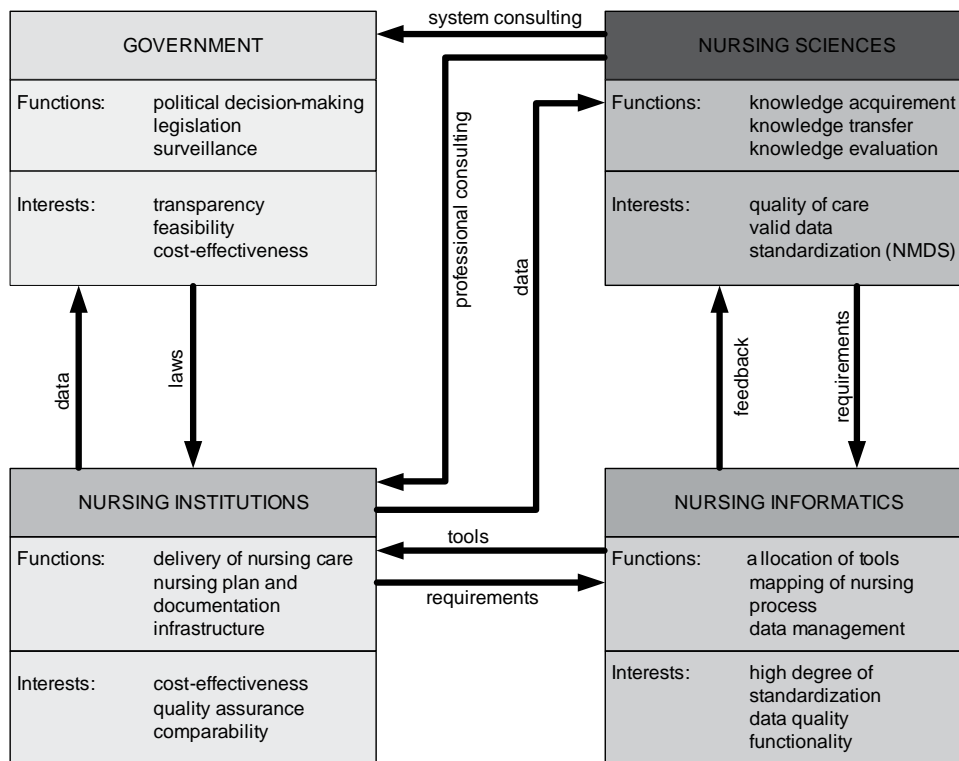 system consulting
GOVERNMENT
Functions: political decision-making
legislation
surveillance
Interests: transparency
feasibility
cost-effectiveness
NURSING SCIENCES
Functions: knowledge acquirement
knowledge transfer
knowledge evaluation
Interests: quality of care
valid data
standardization (NMDS)
professional consulting
data
data
laws
feedback
requirements
NURSING INSTITUTIONS
Functions: delivery of nursing care
nursing plan and
documentation
infrastructure
Interests: cost-effectiveness
quality assurance
comparability
tools
requirements
NURSING INFORMATICS
Functions: allocation of tools
mapping of nursing
process
data management
Interests: high degree of
standardization
data quality
functionality